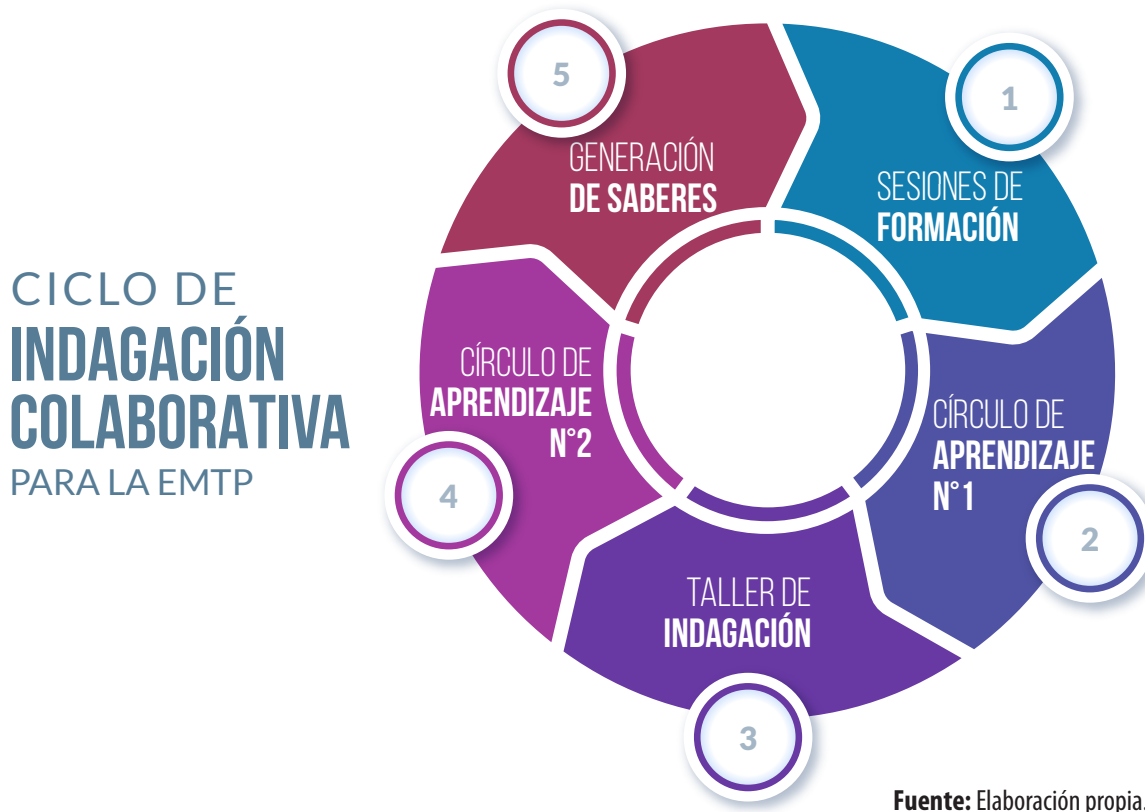 CICLO DE
INDAGACIÓN
COLABORATIVA
PARA LA EMTP
1
SESIONES DE
FORMACIÓN
2
CÍRCULO DE
APRENDIZAJE
N°1
3
TALLER DE
INDAGACIÓN
4
CÍRCULO DE
APRENDIZAJE
N°2
5
GENERACIÓN
DE SABERES
Fuente: Elaboración propia.